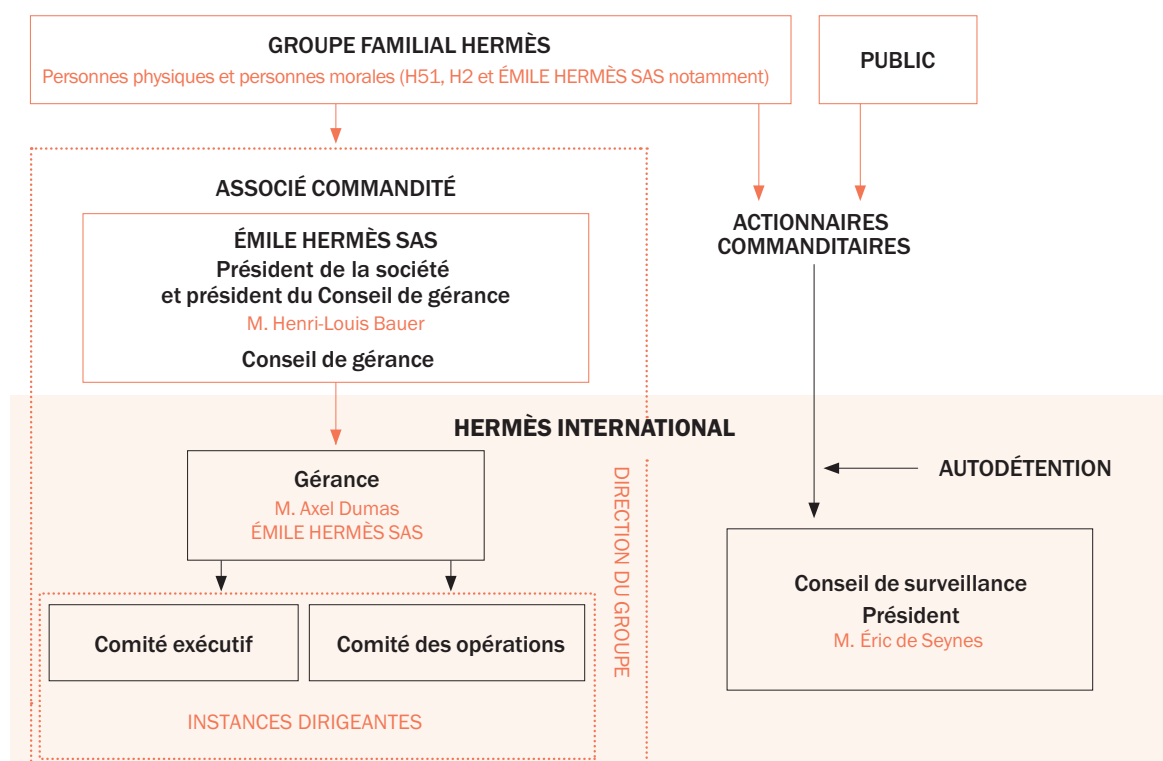 GROUPE FAMILIAL HERMÈS
Personnes physiques et personnes morales (H51, H2 et ÉMILE HERMÈS SAS notamment)
PUBLIC
ASSOCIÉ COMMANDITÉ
ÉMILE HERMÈS SAS
Président de la société
et président du Conseil de gérance
M. Henri-Louis Bauer
Conseil de gérance
ACTIONNAIRES
COMMANDITAIRES
HERMÈS INTERNATIONAL
Gérance
M. Axel Dumas
ÉMILE HERMÈS SAS
DIRECTION DU GROUPE
AUTODÉTENTION
Comité exécutif
Comité des opérations
INSTANCES DIRIGEANTES
Conseil de surveillance
Président
M. Éric de Seynes